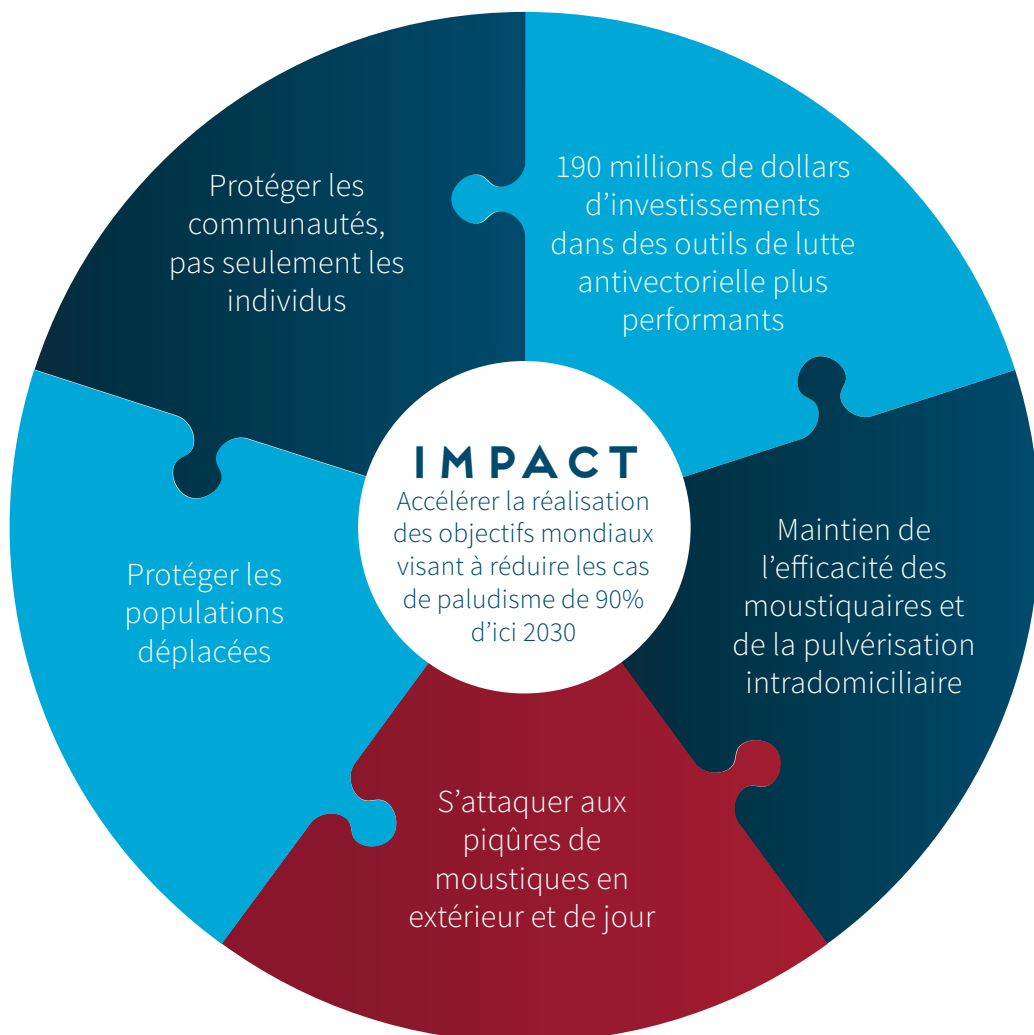 Protéger les
communautés,
pas seulement les
individus
190 millions de dollars
d’investissements
dans des outils de lutte
antivectorielle plus
performants
IMPACT
Accélérer la réalisation
des objectifs mondiaux
visant à réduire les cas
de paludisme de 90%
d’ici 2030
Maintien de
l’efficacité des
moustiquaires et
de la pulvérisation
intradomiciliaire
Protéger les
populations
déplacées
S’attaquer aux
piqûres de
moustiques en
extérieur et de jour